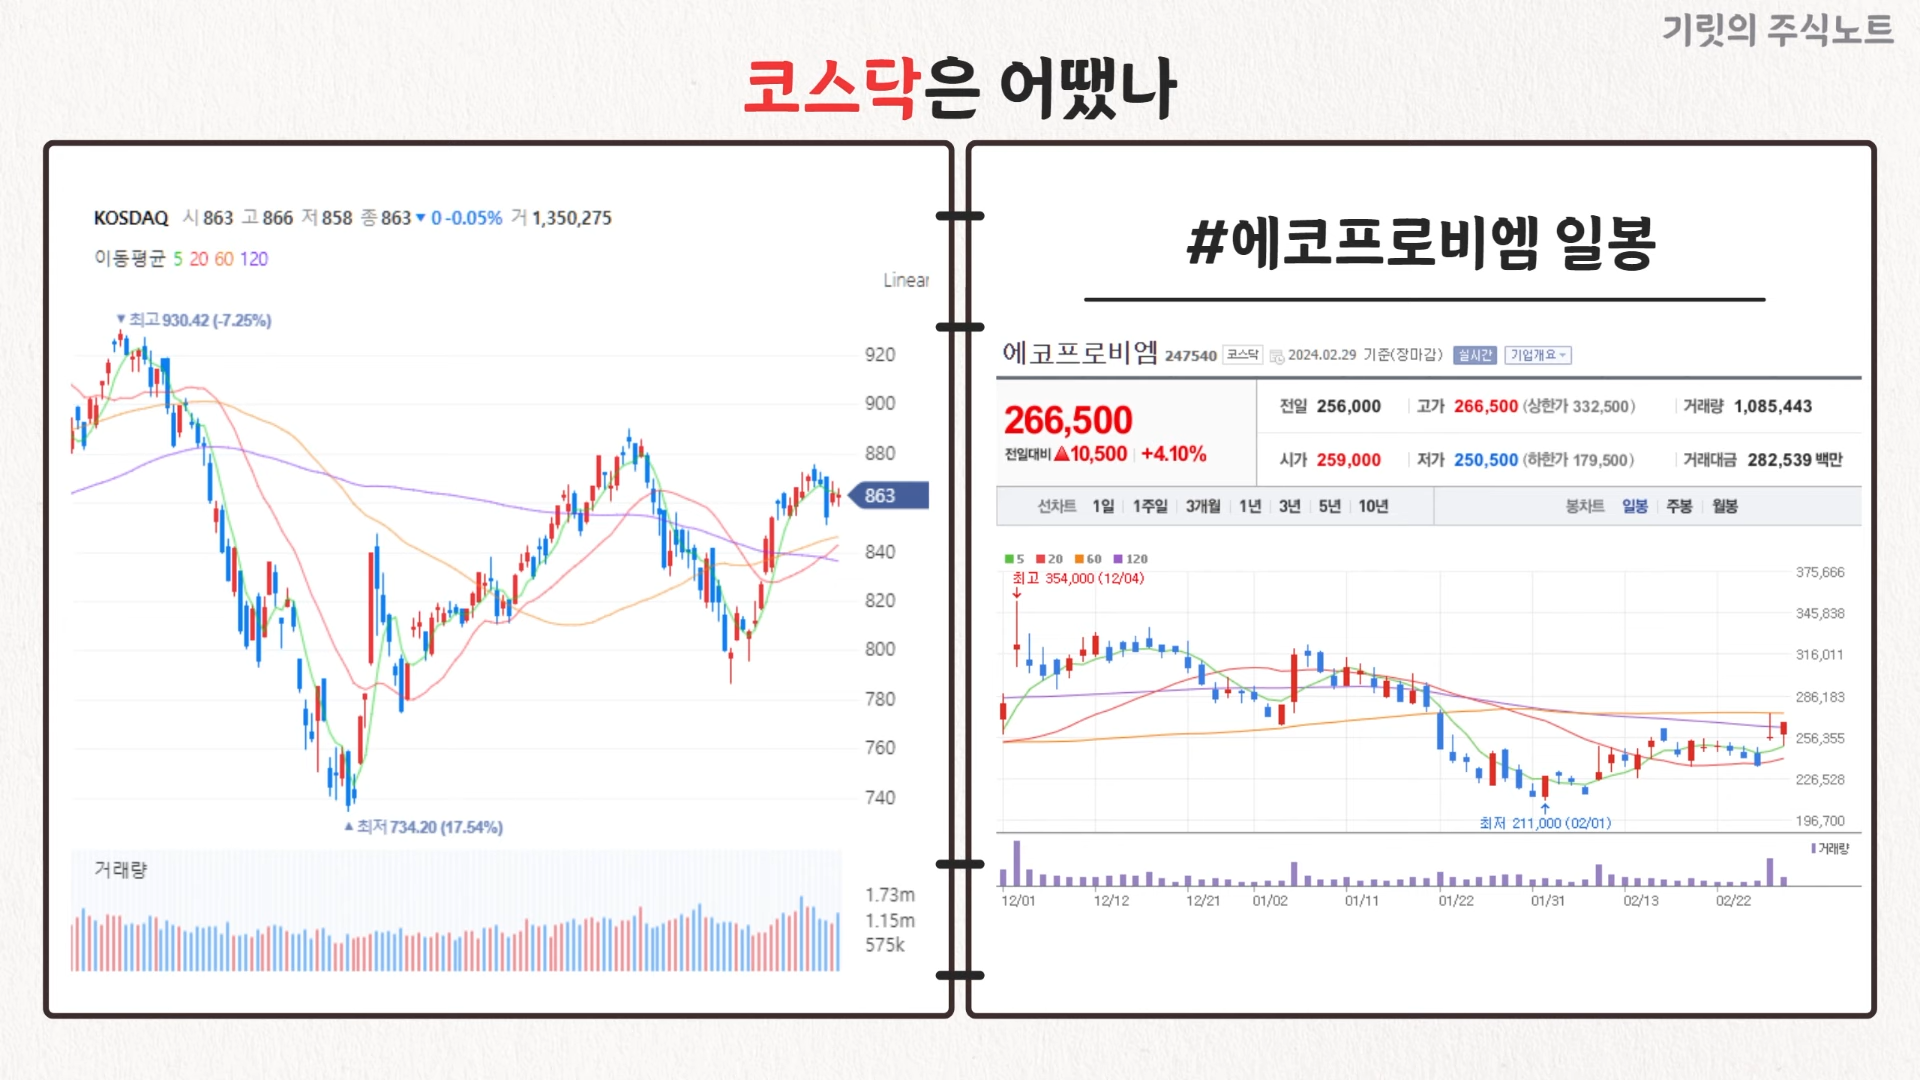 기릿의 주식노트
코스닥은 어땠나
KOSDAQ 시 863 고 866 저 858 종 863 ▼ 0 -0.05% 거 1,350,275
이동평균 5 20 60 120
Linear
▼ 최고 930.42 (-7.25%)
920
900
880
863
840
820
800
780
760
740
▲ 최저 734.20 (17.54%)
거래량
1.73m
1.15m
575k
#에코프로비엠 일봉
에코프로비엠 247540 코스닥 2024.02.29 기준(장마감) 실시간 기업개요
266,500
전일대비 ▲10,500 +4.10%
전일 256,000 고가 266,500 (상한가 332,500) 거래량 1,085,443
시가 259,000 저가 250,500 (하한가 179,500) 거래대금 282,539 백만
선차트 1일 1주일 3개월 1년 3년 5년 10년 봉차트 일봉 주봉 월봉
5 20 60 120
최고 354,000 (12/04)
375,666
345,838
316,011
286,183
256,355
226,528
196,700
최저 211,000 (02/01)
거래량
12/01 12/12 12/21 01/02 01/11 01/22 01/31 02/13 02/22